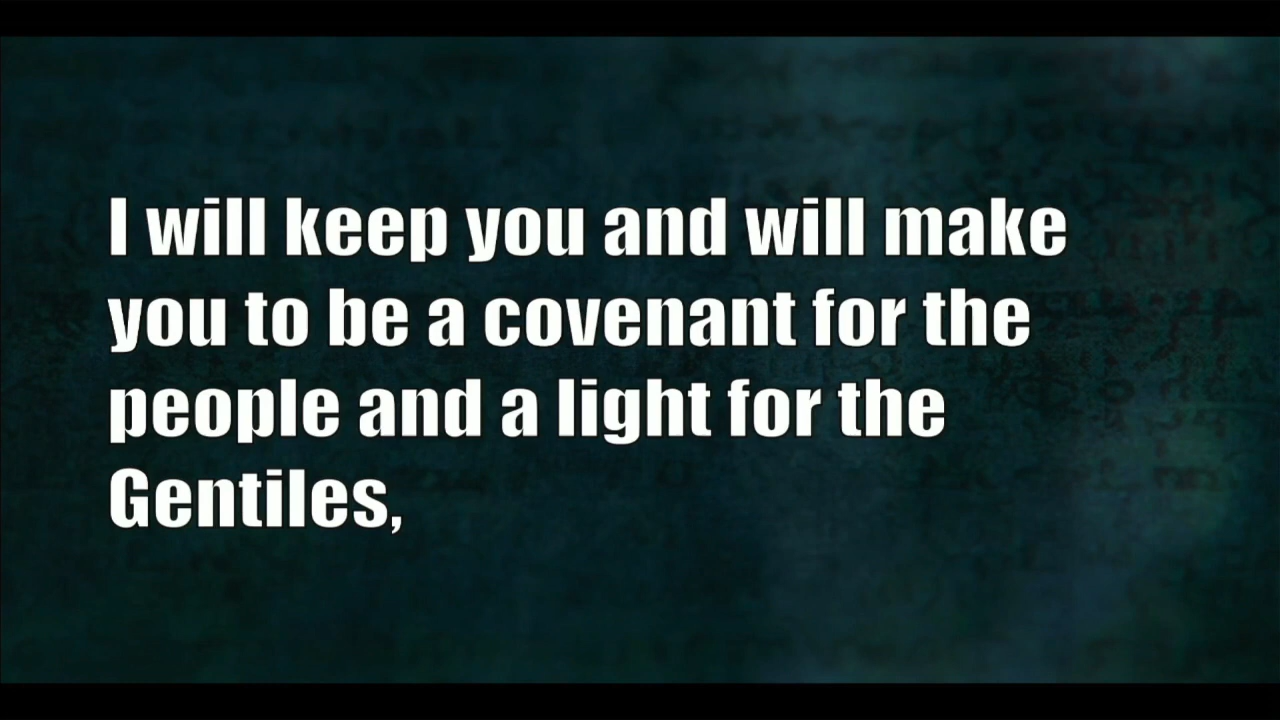 I will keep you and will make
you to be a covenant for the
people and a light for the
Gentiles,